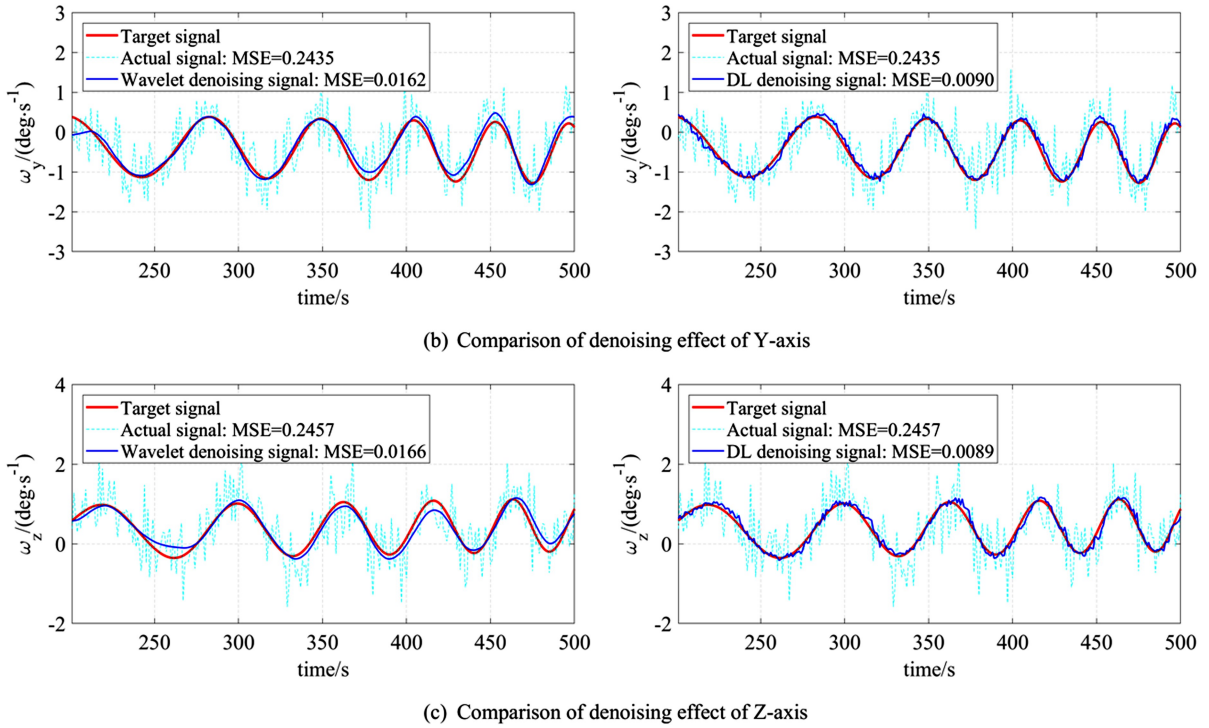 3
2
1
0
-1
-2
-3
ω_y/(deg·s⁻¹)
Target signal
Actual signal: MSE=0.2435
Wavelet denoising signal: MSE=0.0162
250 300 350 400 450 500
time/s
3
2
1
0
-1
-2
-3
ω_y/(deg·s⁻¹)
Target signal
Actual signal: MSE=0.2435
DL denoising signal: MSE=0.0090
250 300 350 400 450 500
time/s
(b) Comparison of denoising effect of Y-axis
4
2
0
-2
ω_z/(deg·s⁻¹)
Target signal
Actual signal: MSE=0.2457
Wavelet denoising signal: MSE=0.0166
250 300 350 400 450 500
time/s
4
2
0
-2
ω_z/(deg·s⁻¹)
Target signal
Actual signal: MSE=0.2457
DL denoising signal: MSE=0.0089
250 300 350 400 450 500
time/s
(c) Comparison of denoising effect of Z-axis